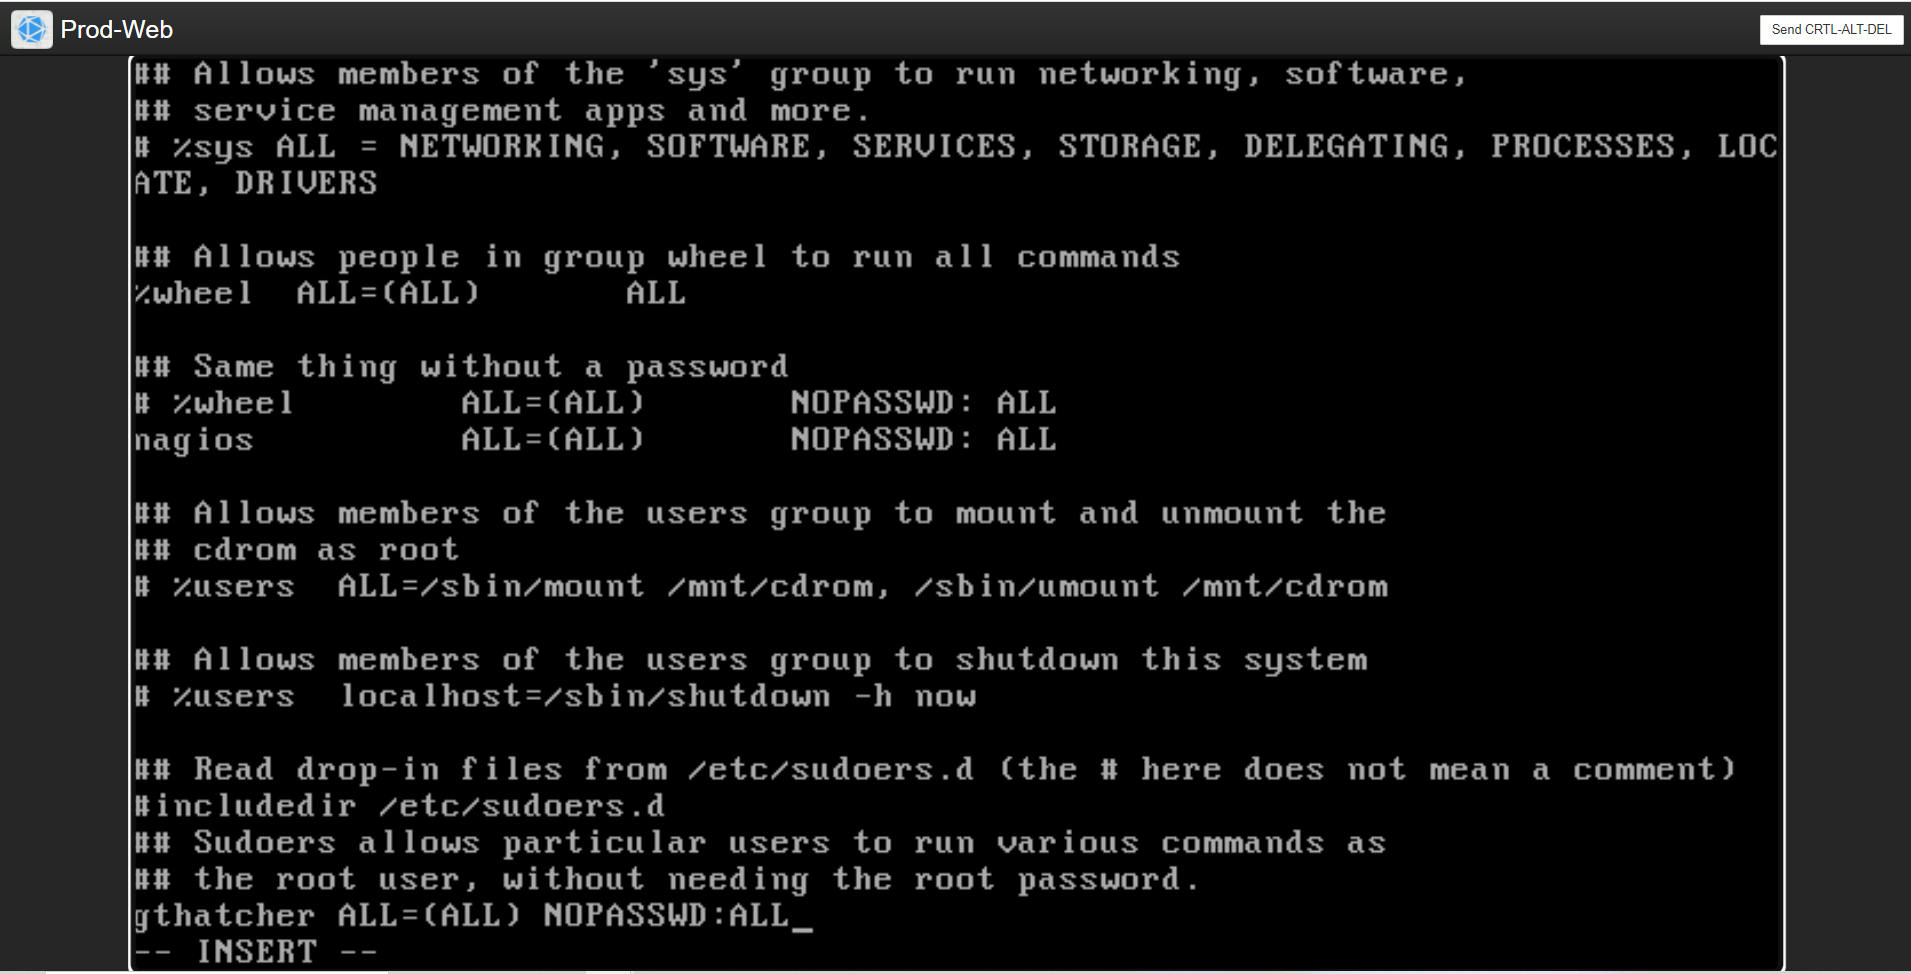 Prod-Web
Send CRTL-ALT-DEL
## Allows members of the 'sys' group to run networking, software,
## service management apps and more.
# %sys ALL = NETWORKING, SOFTWARE, SERVICES, STORAGE, DELEGATING, PROCESSES, LOC
ATE, DRIVERS
## Allows people in group wheel to run all commands
%wheel  ALL=(ALL)       ALL
## Same thing without a password
# %wheel        ALL=(ALL)       NOPASSWD: ALL
nagios          ALL=(ALL)       NOPASSWD: ALL
## Allows members of the users group to mount and unmount the
## cdrom as root
# %users  ALL=/sbin/mount /mnt/cdrom, /sbin/umount /mnt/cdrom
## Allows members of the users group to shutdown this system
# %users  localhost=/sbin/shutdown -h now
## Read drop-in files from /etc/sudoers.d (the # here does not mean a comment)
#includedir /etc/sudoers.d
## Sudoers allows particular users to run various commands as
## the root user, without needing the root password.
gthatcher ALL=(ALL) NOPASSWD:ALL_
-- INSERT --